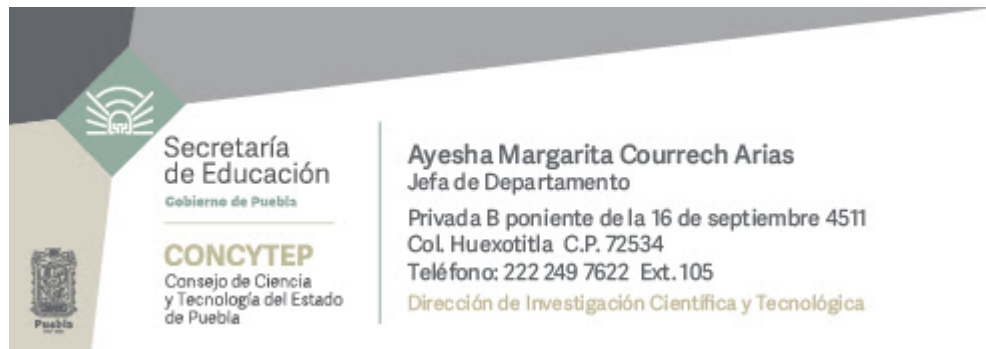 Secretaría
de Educación
Gobierno de Puebla
CONCYTEP
Consejo de Ciencia
y Tecnología del Estado
de Puebla
Puebla
Ayesha Margarita Courrech Arias
Jefa de Departamento
Privada B poniente de la 16 de septiembre 4511
Col. Huexotitla C.P. 72534
Teléfono: 222 249 7622 Ext. 105
Dirección de Investigación Científica y Tecnológica